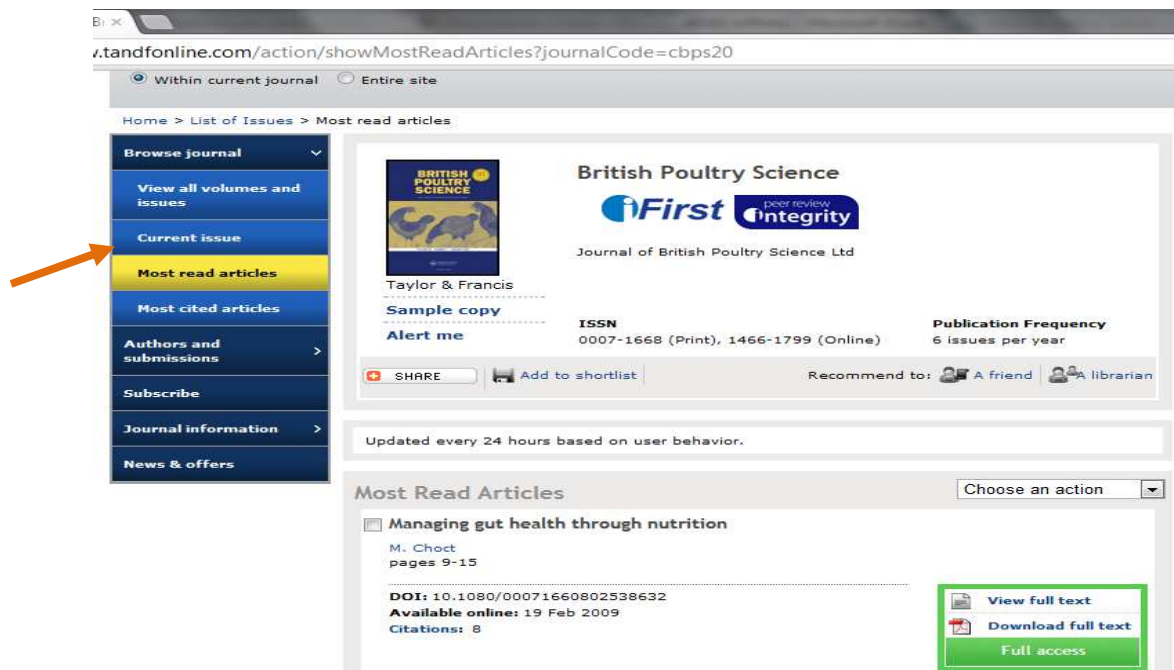 B
v.tandfonline.com/action/showMostReadArticles?journalCode=cbps20
Within current journal Entire site
Home > List of Issues > Most read articles
Browse journal
View all volumes and
issues
Current issue
Most read articles
Most cited articles
Authors and
submissions
Subscribe
Journal information
News & offers
BRITISH
POULTRY
SCIENCE
Taylor & Francis
Sample copy
Alert me
British Poultry Science
iFirst peer review integrity
Journal of British Poultry Science Ltd
ISSN
0007-1668 (Print), 1466-1799 (Online)
Publication Frequency
6 issues per year
SHARE Add to shortlist Recommend to: A friend A librarian
Updated every 24 hours based on user behavior.
Most Read Articles Choose an action
Managing gut health through nutrition
M. Choct
pages 9-15
DOI: 10.1080/00071660802538632
Available online: 19 Feb 2009
Citations: 8
View full text
Download full text
Full access